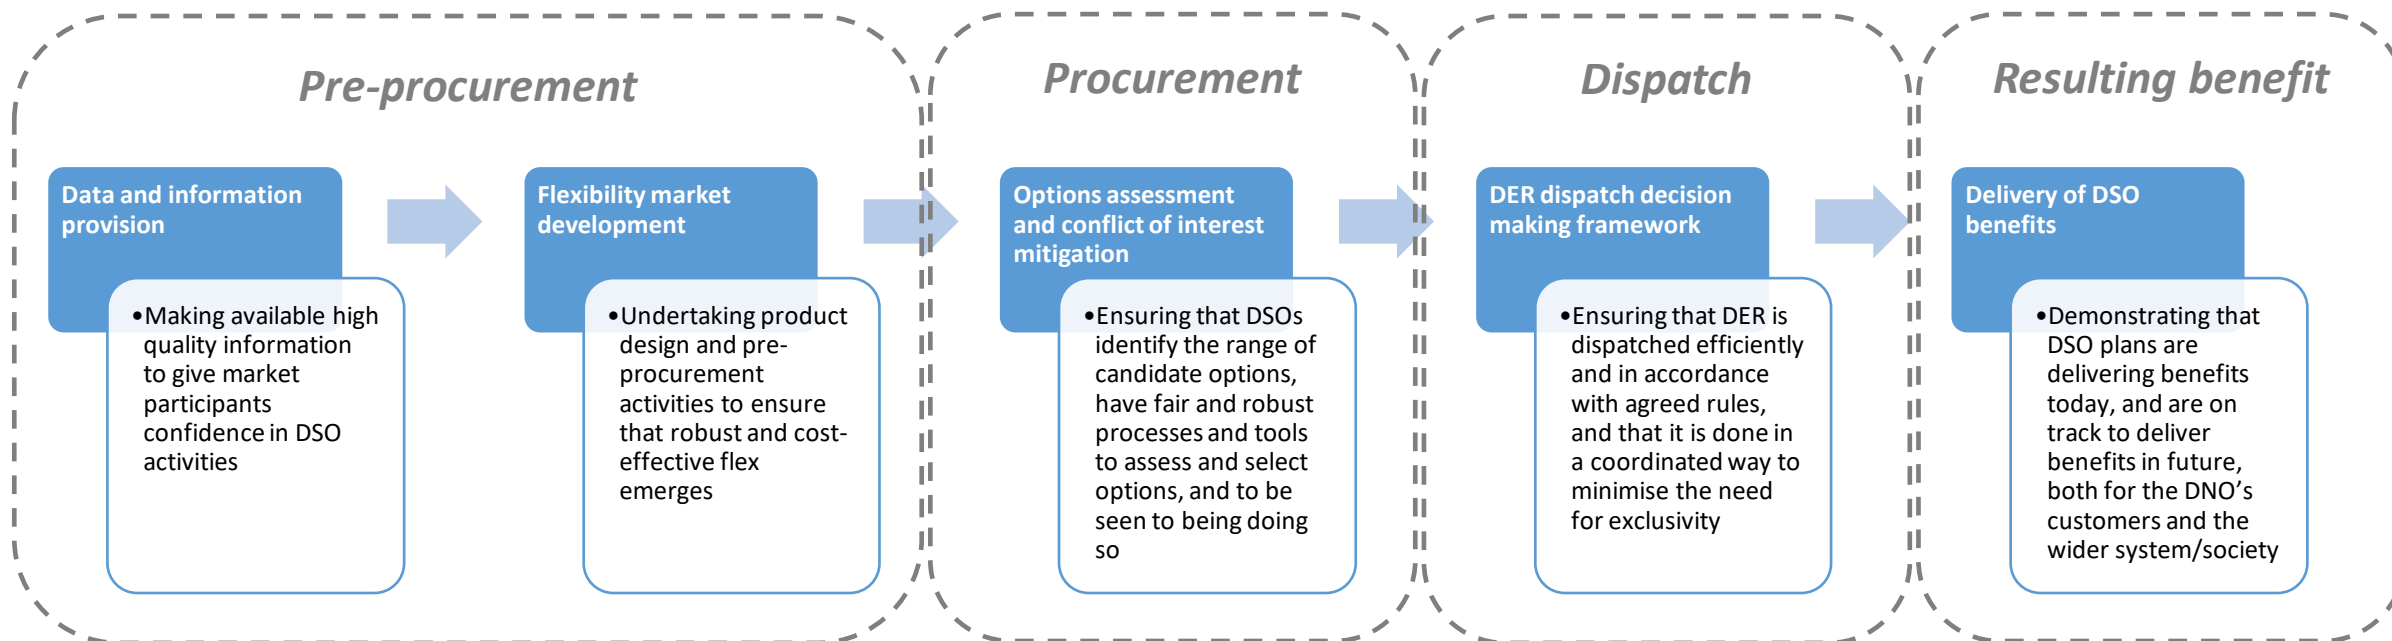 Pre-procurement
Procurement
Dispatch
Resulting benefit
Data and information
provision
•Making available high
quality information
to give market
participants
confidence in DSO
activities
Flexibility market
development
•Undertaking product
design and pre-
procurement
activities to ensure
that robust and cost-
effective flex
emerges
Options assessment
and conflict of interest
mitigation
•Ensuring that DSOs
identify the range of
candidate options,
have fair and robust
processes and tools
to assess and select
options, and to be
seen to being doing
so
DER dispatch decision
making framework
•Ensuring that DER is
dispatched efficiently
and in accordance
with agreed rules,
and that it is done in
a coordinated way to
minimise the need
for exclusivity
Delivery of DSO
benefits
•Demonstrating that
DSO plans are
delivering benefits
today, and are on
track to deliver
benefits in future,
both for the DNO’s
customers and the
wider system/society